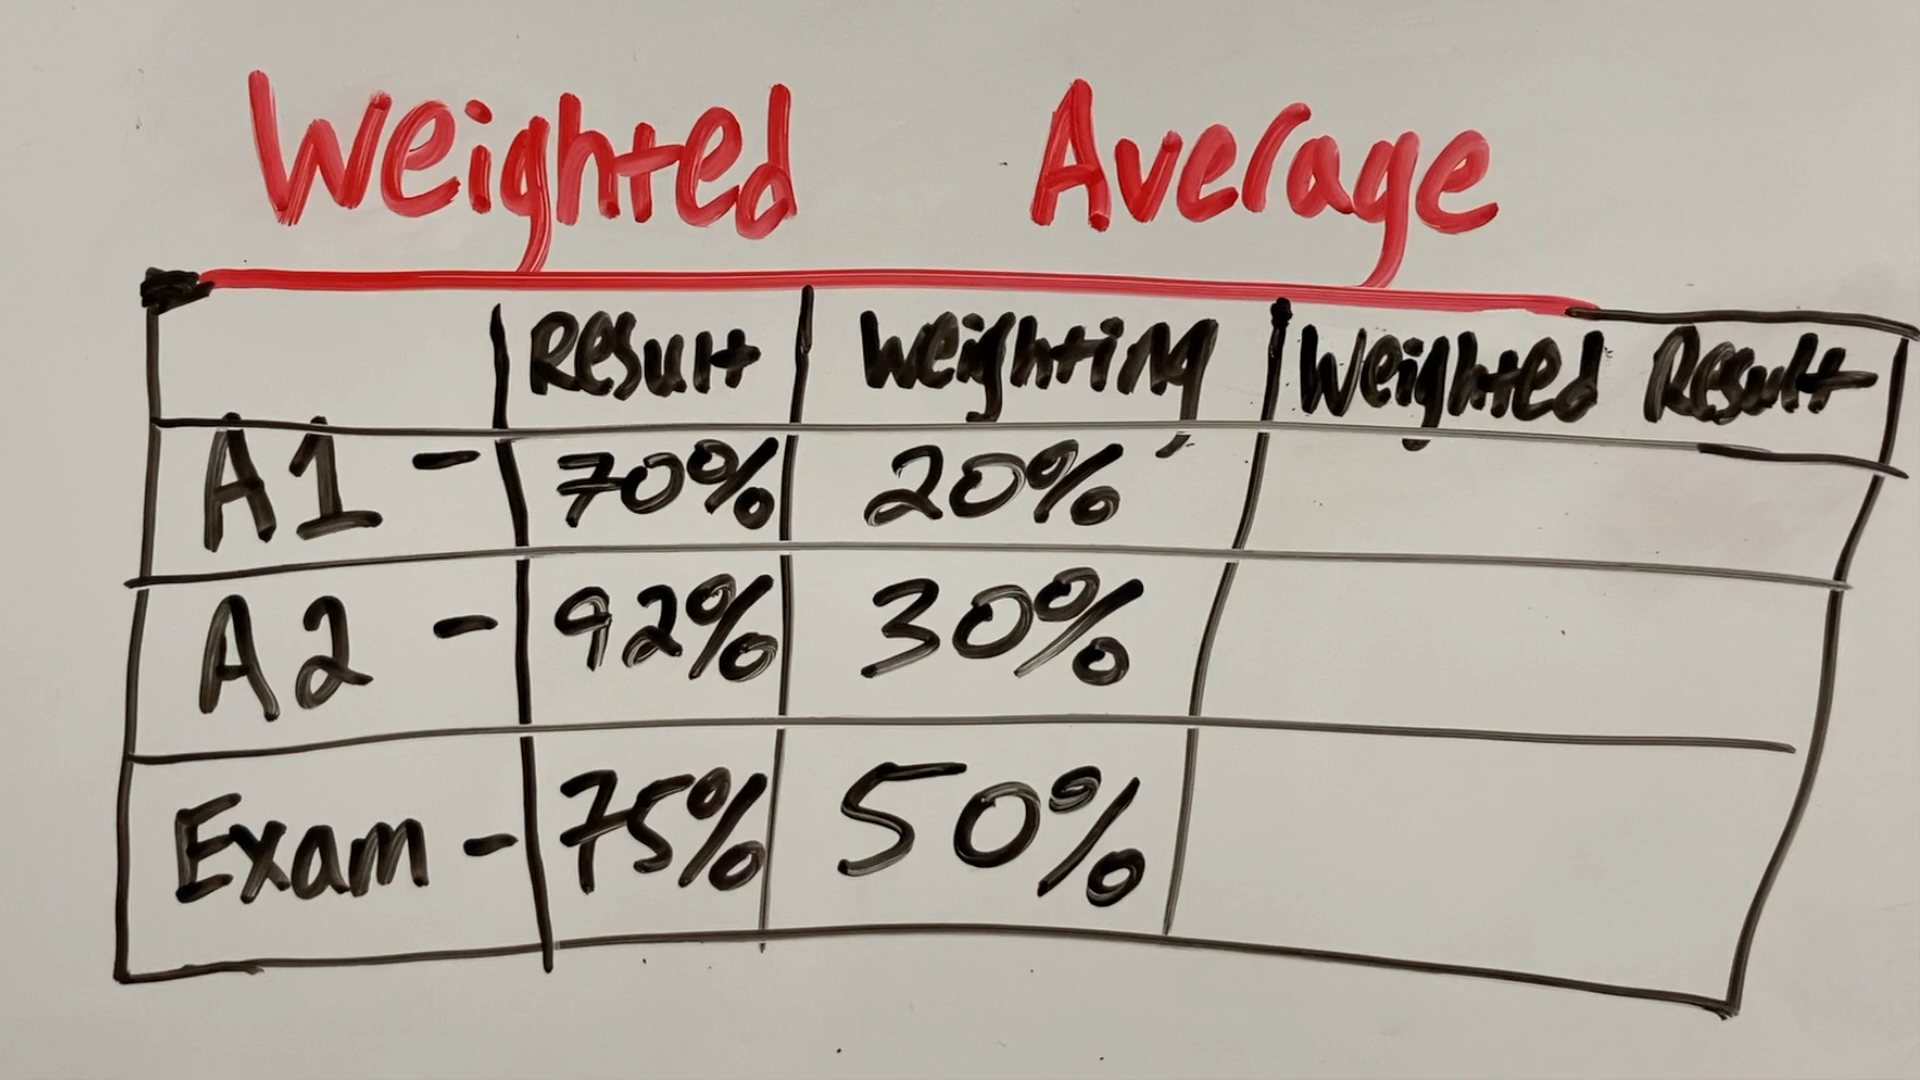 Weighted Average
Result Weighting Weighted Result
A1 - 70% 20%
A2 - 92% 30%
Exam - 75% 50%